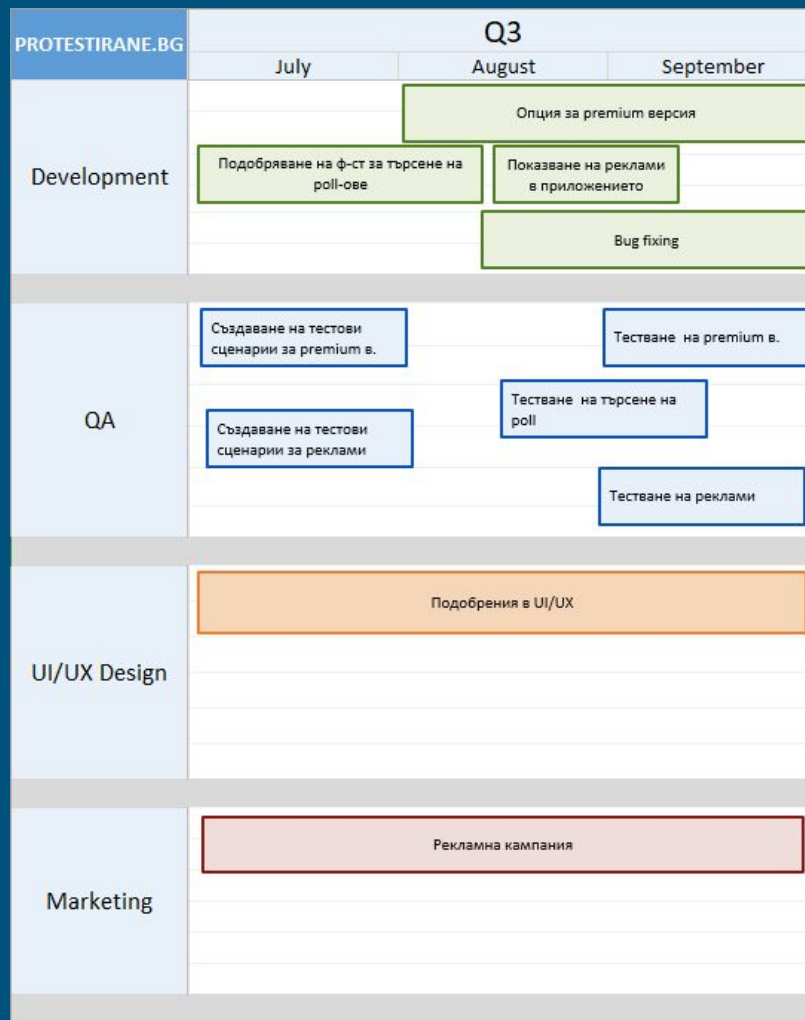 PROTESTIRANE.BG
Q3
July
August
September
Development
Опция за premium версия
Подобряване на ф-ст за търсене на
poll-ове
Показване на реклами
в приложението
Bug fixing
QA
Създаване на тестови
сценарии за premium в.
Тестване на premium в.
Тестване на търсене на
poll
Създаване на тестови
сценарии за реклами
Тестване на реклами
UI/UX Design
Подобрения в UI/UX
Marketing
Рекламна кампания